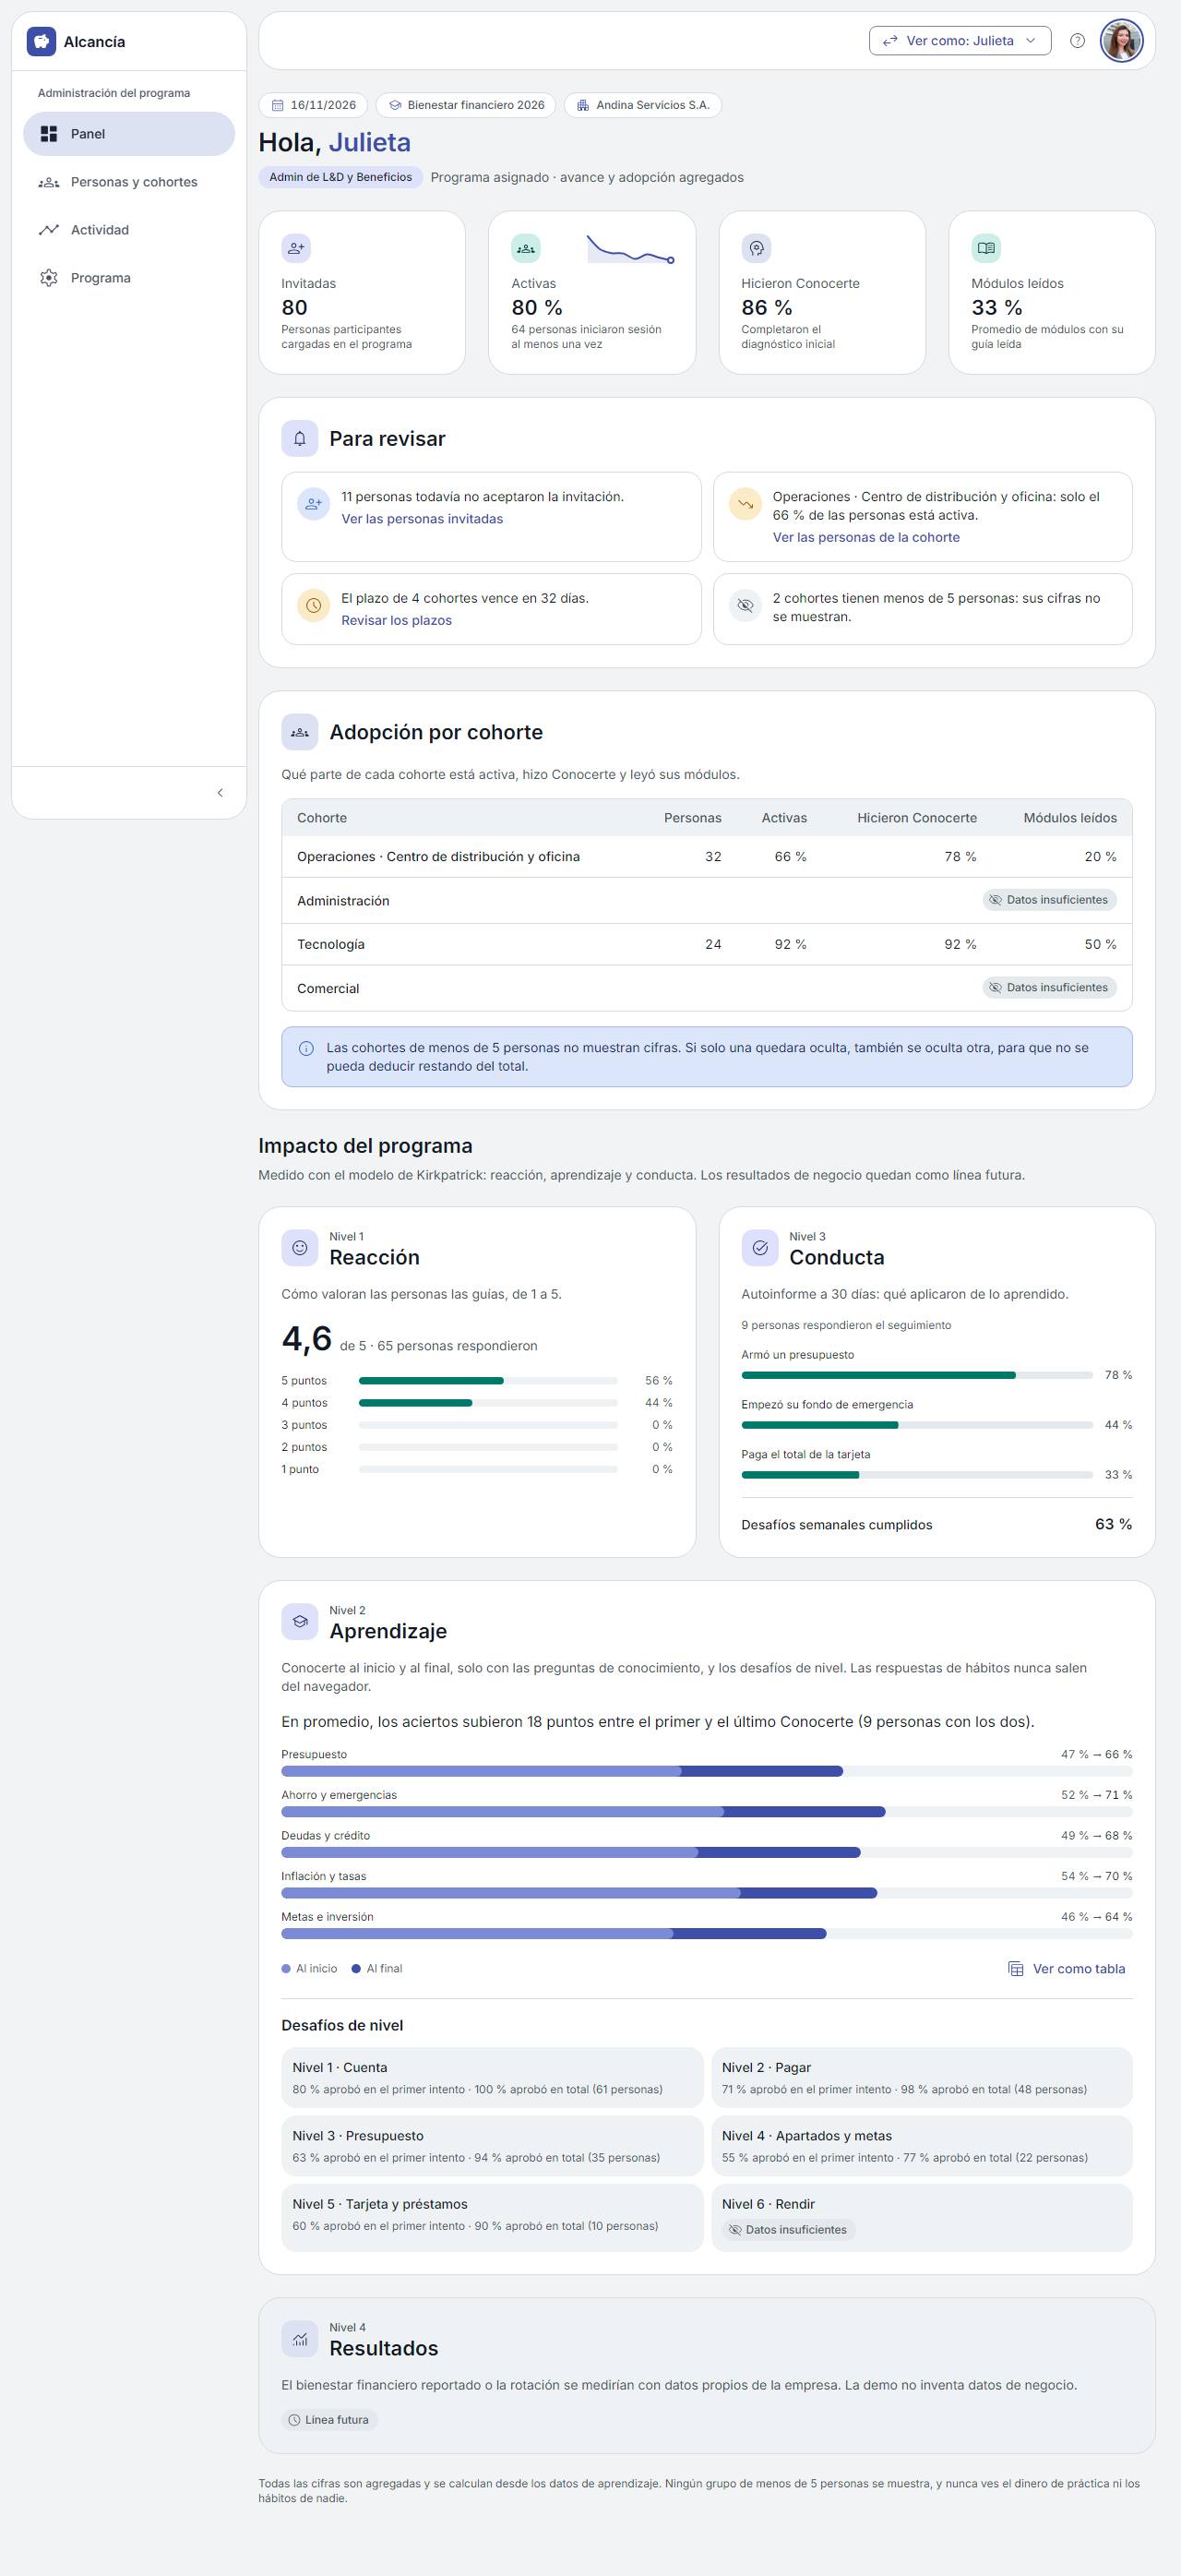 Alcancía
Administración del programa
Panel
Personas y cohortes
Actividad
Programa
Ver como: Julieta
16/11/2026
Bienestar financiero 2026
Andina Servicios S.A.
Hola, Julieta
Admin de L&D y Beneficios
Programa asignado · avance y adopción agregados
Invitadas
80
Personas participantes
cargadas en el programa
Activas
80 %
64 personas iniciaron sesión
al menos una vez
Hicieron Conocerte
86 %
Completaron el
diagnóstico inicial
Módulos leídos
33 %
Promedio de módulos con su
guía leída
Para revisar
11 personas todavía no aceptaron la invitación.
Ver las personas invitadas
Operaciones · Centro de distribución y oficina: solo el
66 % de las personas está activa.
Ver las personas de la cohorte
El plazo de 4 cohortes vence en 32 días.
Revisar los plazos
2 cohortes tienen menos de 5 personas: sus cifras no
se muestran.
Adopción por cohorte
Qué parte de cada cohorte está activa, hizo Conocerte y leyó sus módulos.
Cohorte Personas Activas Hicieron Conocerte Módulos leídos
Operaciones · Centro de distribución y oficina 32 66 % 78 % 20 %
Administración Datos insuficientes
Tecnología 24 92 % 92 % 50 %
Comercial Datos insuficientes
Las cohortes de menos de 5 personas no muestran cifras. Si solo una quedara oculta, también se oculta otra, para que no se
pueda deducir restando del total.
Impacto del programa
Medido con el modelo de Kirkpatrick: reacción, aprendizaje y conducta. Los resultados de negocio quedan como línea futura.
Nivel 1
Reacción
Cómo valoran las personas las guías, de 1 a 5.
4,6 de 5 · 65 personas respondieron
5 puntos 56 %
4 puntos 44 %
3 puntos 0 %
2 puntos 0 %
1 punto 0 %
Nivel 3
Conducta
Autoinforme a 30 días: qué aplicaron de lo aprendido.
9 personas respondieron el seguimiento
Armó un presupuesto
78 %
Empezó su fondo de emergencia
44 %
Paga el total de la tarjeta
33 %
Desafíos semanales cumplidos 63 %
Nivel 2
Aprendizaje
Conocerte al inicio y al final, solo con las preguntas de conocimiento, y los desafíos de nivel. Las respuestas de hábitos nunca salen
del navegador.
En promedio, los aciertos subieron 18 puntos entre el primer y el último Conocerte (9 personas con los dos).
Presupuesto 47 % → 66 %
Ahorro y emergencias 52 % → 71 %
Deudas y crédito 49 % → 68 %
Inflación y tasas 54 % → 70 %
Metas e inversión 46 % → 64 %
Al inicio Al final Ver como tabla
Desafíos de nivel
Nivel 1 · Cuenta
80 % aprobó en el primer intento · 100 % aprobó en total (61 personas)
Nivel 2 · Pagar
71 % aprobó en el primer intento · 98 % aprobó en total (48 personas)
Nivel 3 · Presupuesto
63 % aprobó en el primer intento · 94 % aprobó en total (35 personas)
Nivel 4 · Apartados y metas
55 % aprobó en el primer intento · 77 % aprobó en total (22 personas)
Nivel 5 · Tarjeta y préstamos
60 % aprobó en el primer intento · 90 % aprobó en total (10 personas)
Nivel 6 · Rendir
Datos insuficientes
Nivel 4
Resultados
El bienestar financiero reportado o la rotación se medirían con datos propios de la empresa. La demo no inventa datos de negocio.
Línea futura
Todas las cifras son agregadas y se calculan desde los datos de aprendizaje. Ningún grupo de menos de 5 personas se muestra, y nunca ves el dinero de práctica ni los
hábitos de nadie.